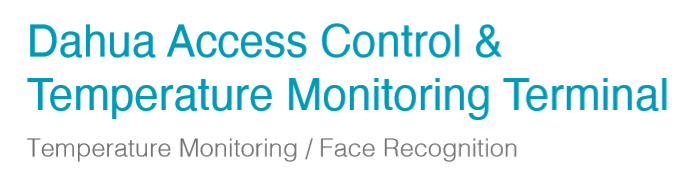 Dahua Access Control &
Temperature Monitoring Terminal
Temperature Monitoring / Face Recognition